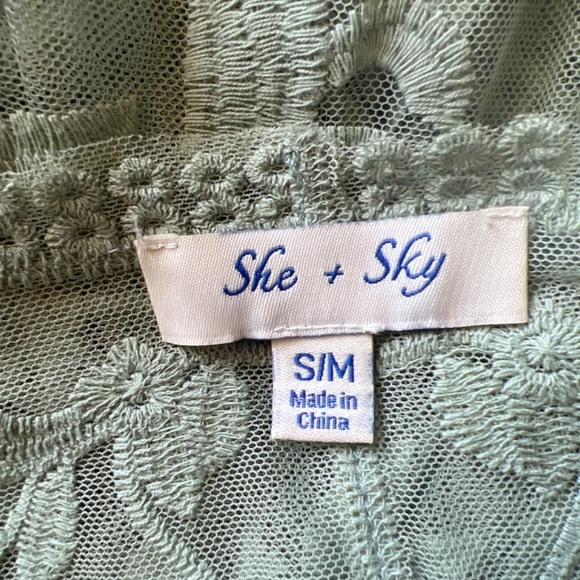 She + Sky
S/M
Made in
China